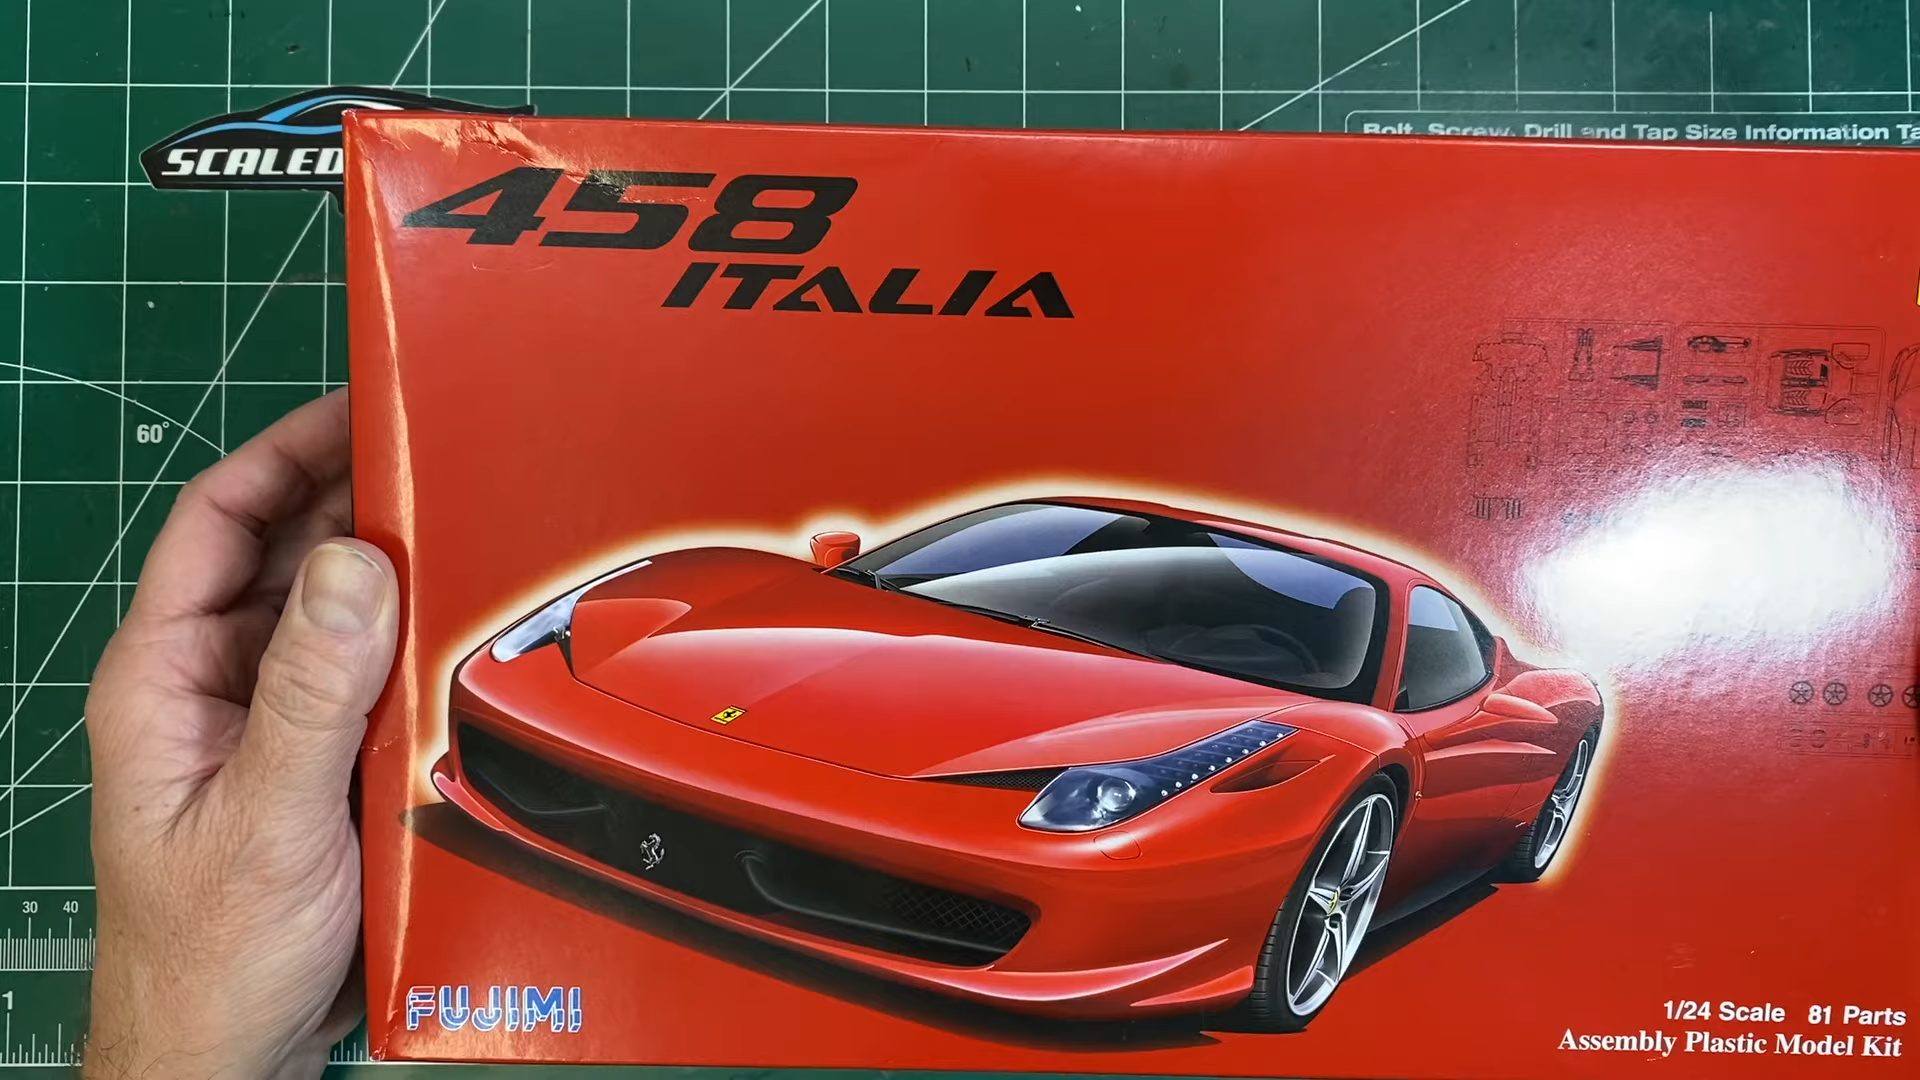 Bolt, Screw, Drill and Tap Size Information Ta
SCALED
458
ITALIA
60°
30 40
1
FUJIMI
1/24 Scale 81 Parts
Assembly Plastic Model Kit